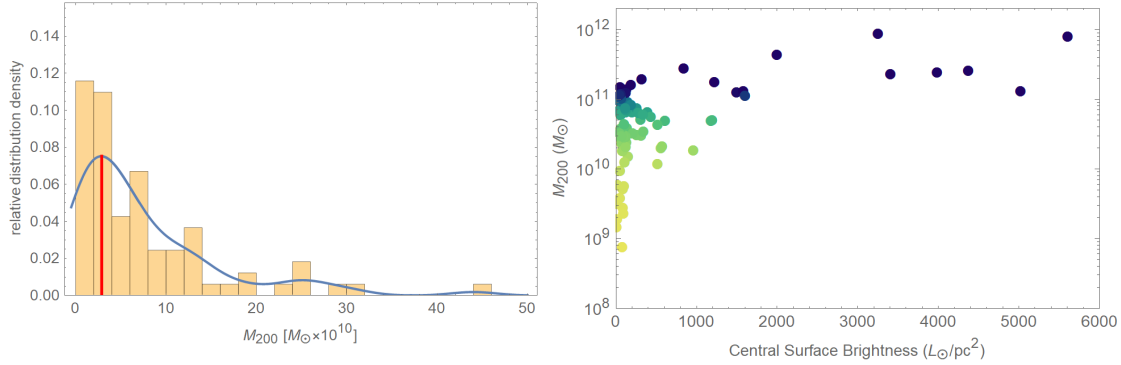 relative distribution density
0.14
0.12
0.10
0.08
0.06
0.04
0.02
0.00
0 10 20 30 40 50
M200 [M⊙×10^10]
M200 (M⊙)
10^12
10^11
10^10
10^9
10^8
0 1000 2000 3000 4000 5000 6000
Central Surface Brightness (L⊙/pc^2)